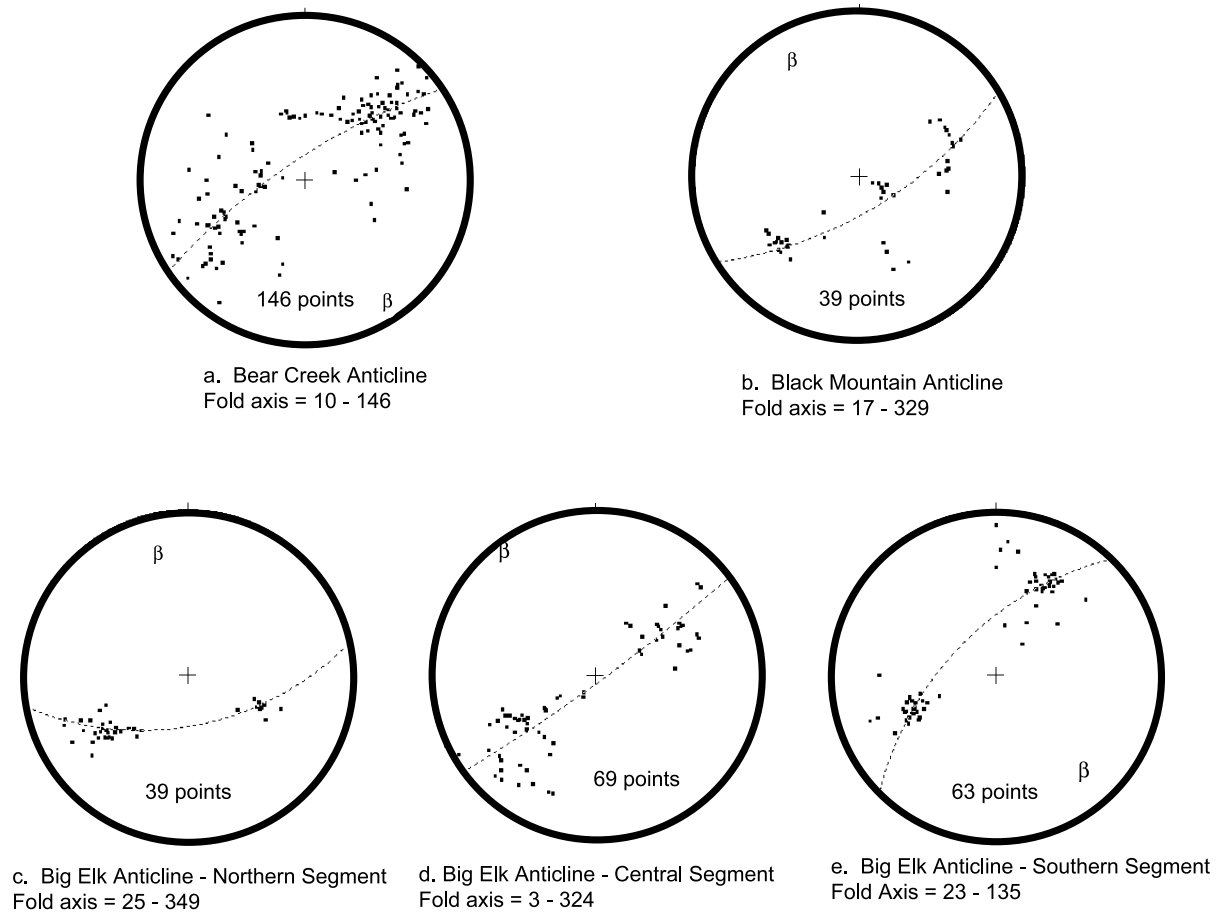 β
146 points
β
a. Bear Creek Anticline
Fold axis = 10 - 146
39 points
b. Black Mountain Anticline
Fold axis = 17 - 329
β
39 points
c. Big Elk Anticline - Northern Segment
Fold axis = 25 - 349
β
69 points
d. Big Elk Anticline - Central Segment
Fold axis = 3 - 324
63 points
β
e. Big Elk Anticline - Southern Segment
Fold Axis = 23 - 135